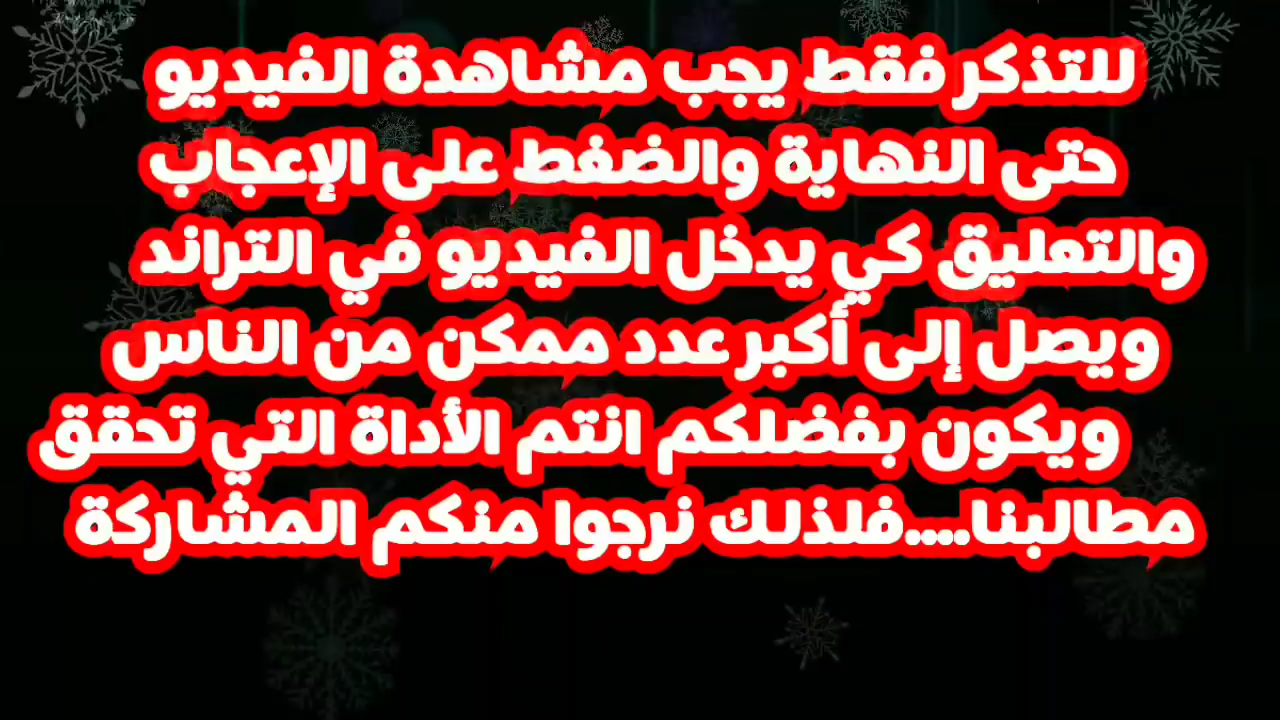 للتذكر فقط يجب مشاهدة الفيديو
حتى النهاية والضغط على الإعجاب
والتعليق كي يدخل الفيديو في التراند
ويصل إلى أكبر عدد ممكن من الناس
ويكون بفضلكم انتم الأداة التي تحقق
مطالبنا....فلذلك نرجوا منكم المشاركة